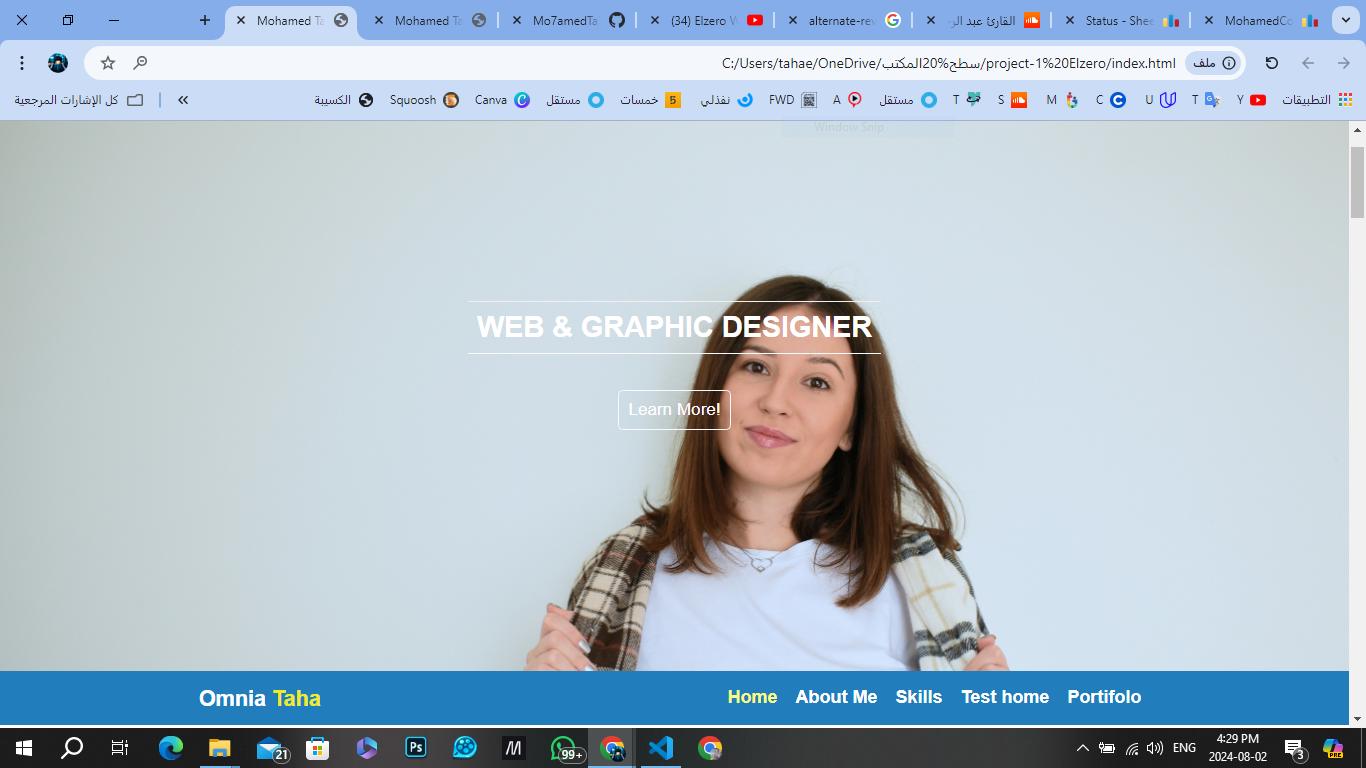 Mohamed Ta
Mohamed Ta
Mo7amedTa
(34) Elzero W
alternate-rev
القارئ عبد الر
Status - Shee
MohamedCo
C:/Users/tahae/OneDrive/سطح%20المكتب/project-1%20Elzero/index.html
ملف
التطبيقات
Y
T
U
C
M
S
T
مستقل
A
FWD
نفذلي
خمسات
مستقل
Canva
Squoosh
الكسيبة
كل الإشارات المرجعية
Window Snip
WEB & GRAPHIC DESIGNER
Learn More!
Omnia Taha
Home About Me Skills Test home Portifolo
21
Ps
99+
ENG
4:29 PM
2024-08-02
3
PRE